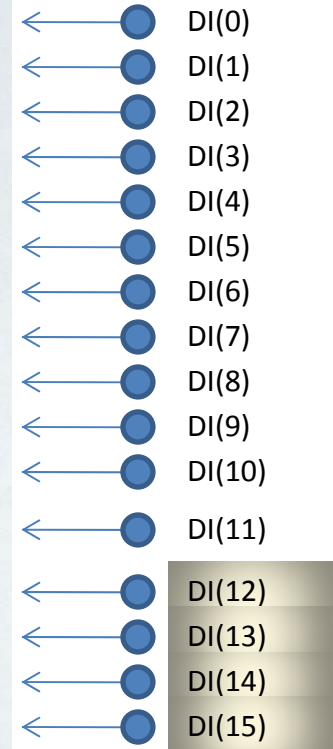 DI(0)
DI(1)
DI(2)
DI(3)
DI(4)
DI(5)
DI(6)
DI(7)
DI(8)
DI(9)
DI(10)
DI(11)
DI(12)
DI(13)
DI(14)
DI(15)